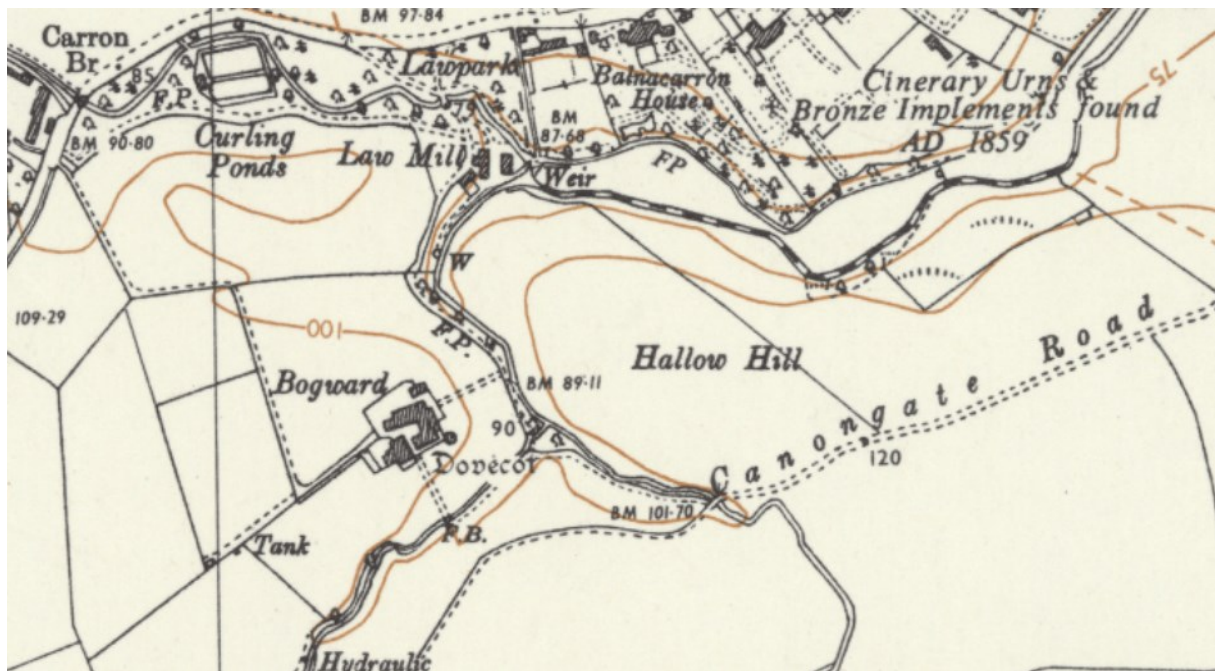 BM 97·84
Carron
Br.
BS
F.P.
Lawpark
Balnacarron
House
Cinerary Urns &
Bronze Implements found
AD 1859
75
BM 90·80
Curling
Ponds
BM
87·68
Law Mill
Weir
FP
W
109·29
100
F.P.
Hallow Hill
Canongate Road
Bogward
BM 89·11
90
Dovecot
120
BM 101·70
F.B.
Tank
Hydraulic